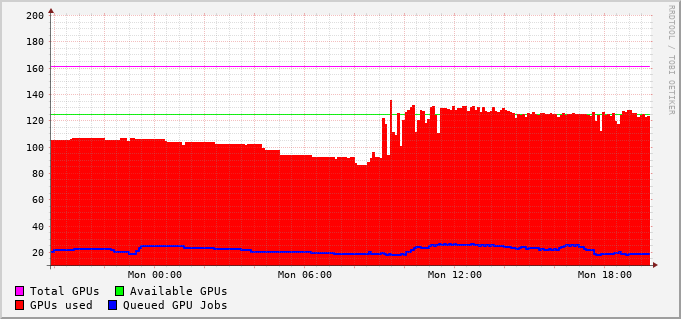 200
180
160
140
120
100
80
60
40
20
Mon 00:00 Mon 06:00 Mon 12:00 Mon 18:00
Total GPUs Available GPUs
GPUs used Queued GPU Jobs
RRDTOOL / TOBI OETIKER